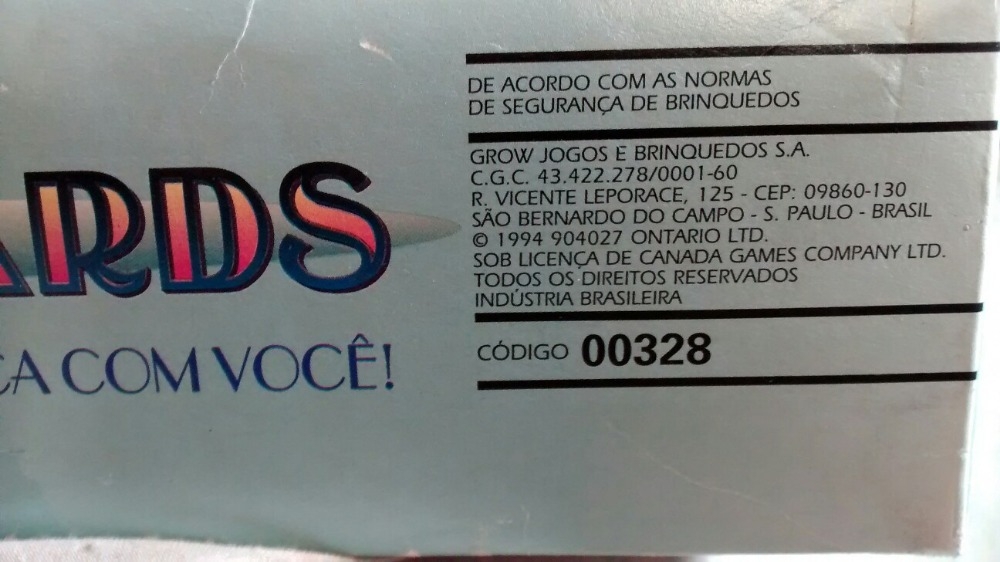 ARDS
ÇA COM VOCÊ!
DE ACORDO COM AS NORMAS
DE SEGURANÇA DE BRINQUEDOS
GROW JOGOS E BRINQUEDOS S.A.
C.G.C. 43.422.278/0001-60
R. VICENTE LEPORACE, 125 - CEP: 09860-130
SÃO BERNARDO DO CAMPO - S. PAULO - BRASIL
© 1994 904027 ONTARIO LTD.
SOB LICENÇA DE CANADA GAMES COMPANY LTD.
TODOS OS DIREITOS RESERVADOS
INDÚSTRIA BRASILEIRA
CÓDIGO 00328